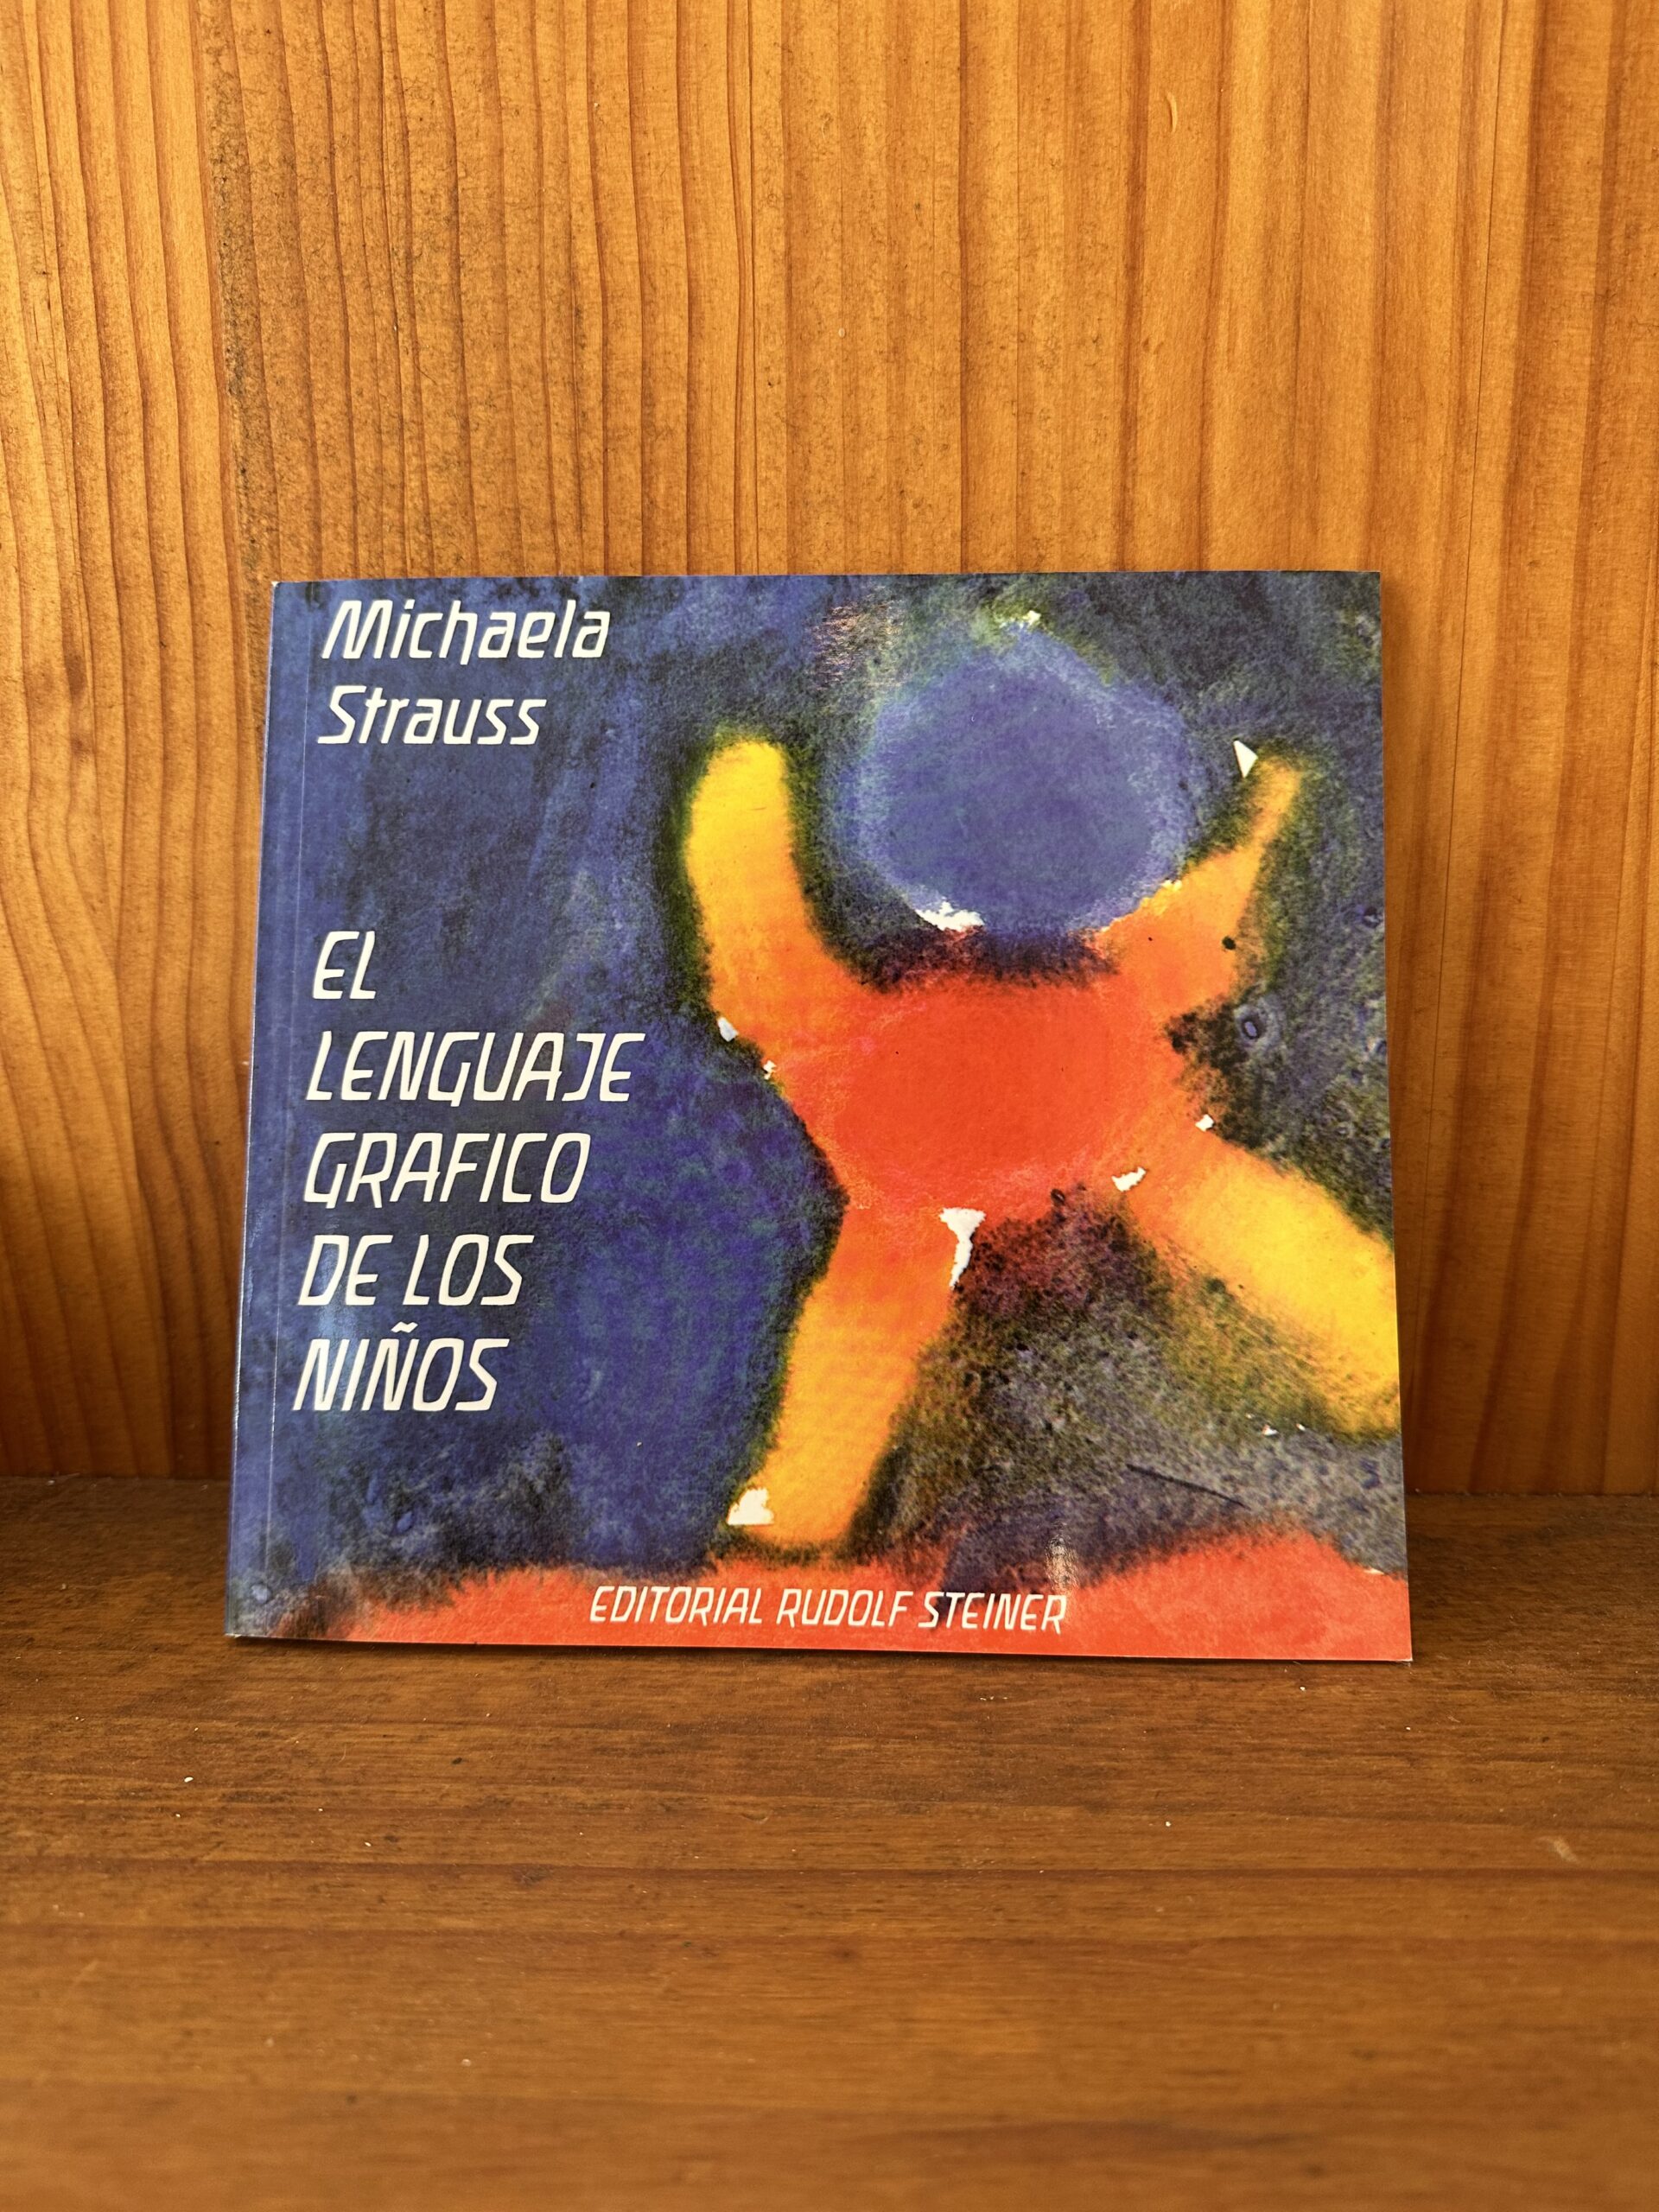 Michaela
Strauss
EL
LENGUAJE
GRAFICO
DE LOS
NIÑOS
EDITORIAL RUDOLF STEINER